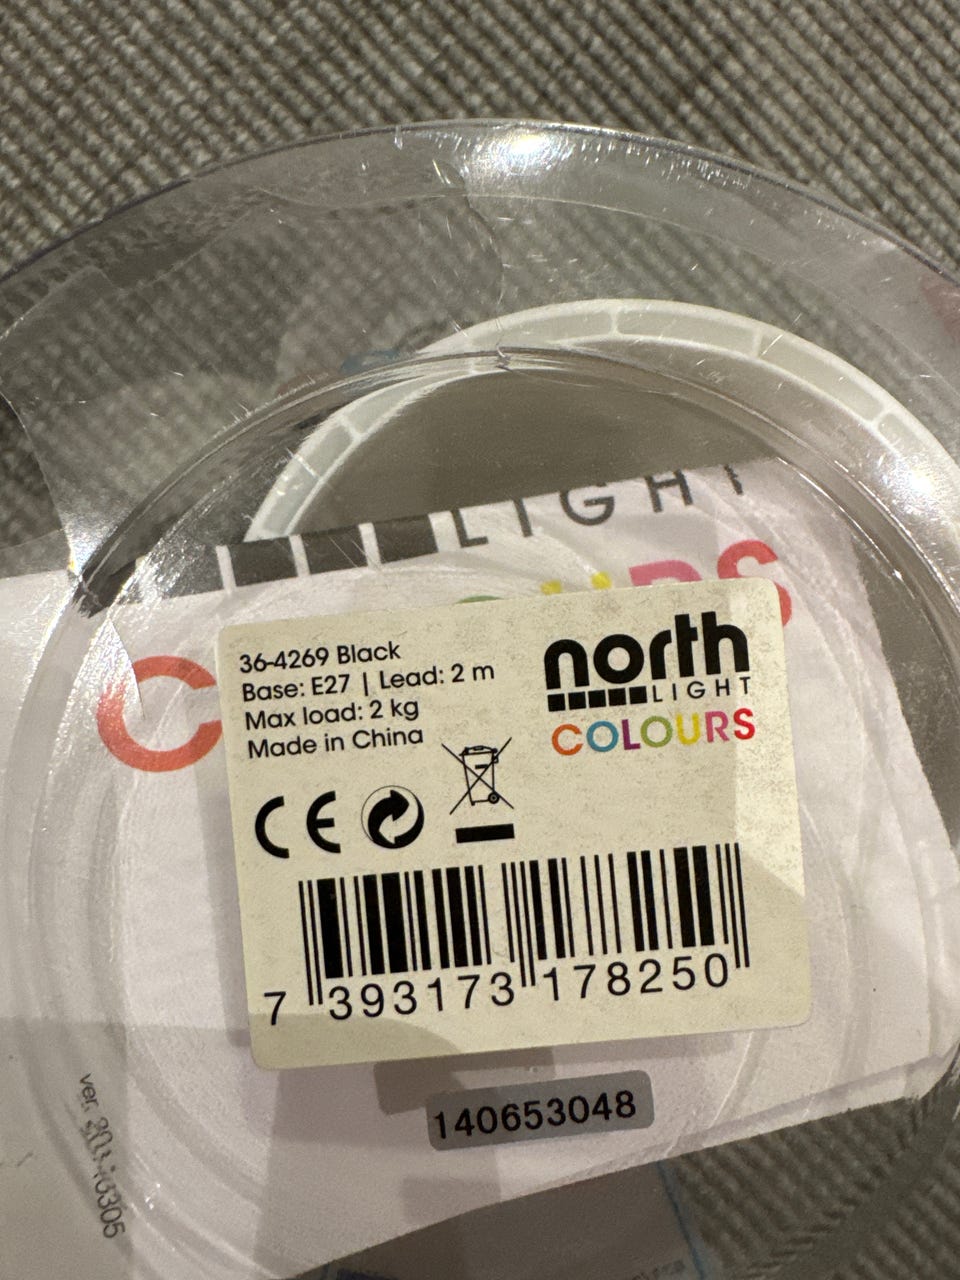 LIGHT
C
36-4269 Black
Base: E27 | Lead: 2 m
Max load: 2 kg
Made in China
north
LIGHT
COLOURS
CE
7 393173 178250
140653048
ver.